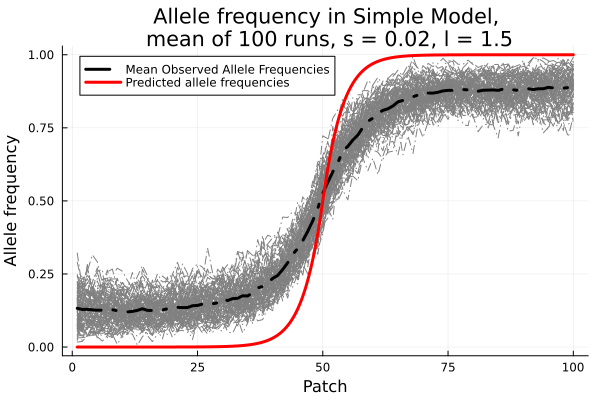 Allele frequency in Simple Model,
mean of 100 runs, s = 0.02, l = 1.5
Mean Observed Allele Frequencies
Predicted allele frequencies
Allele frequency
1.00
0.75
0.50
0.25
0.00
0 25 50 75 100
Patch